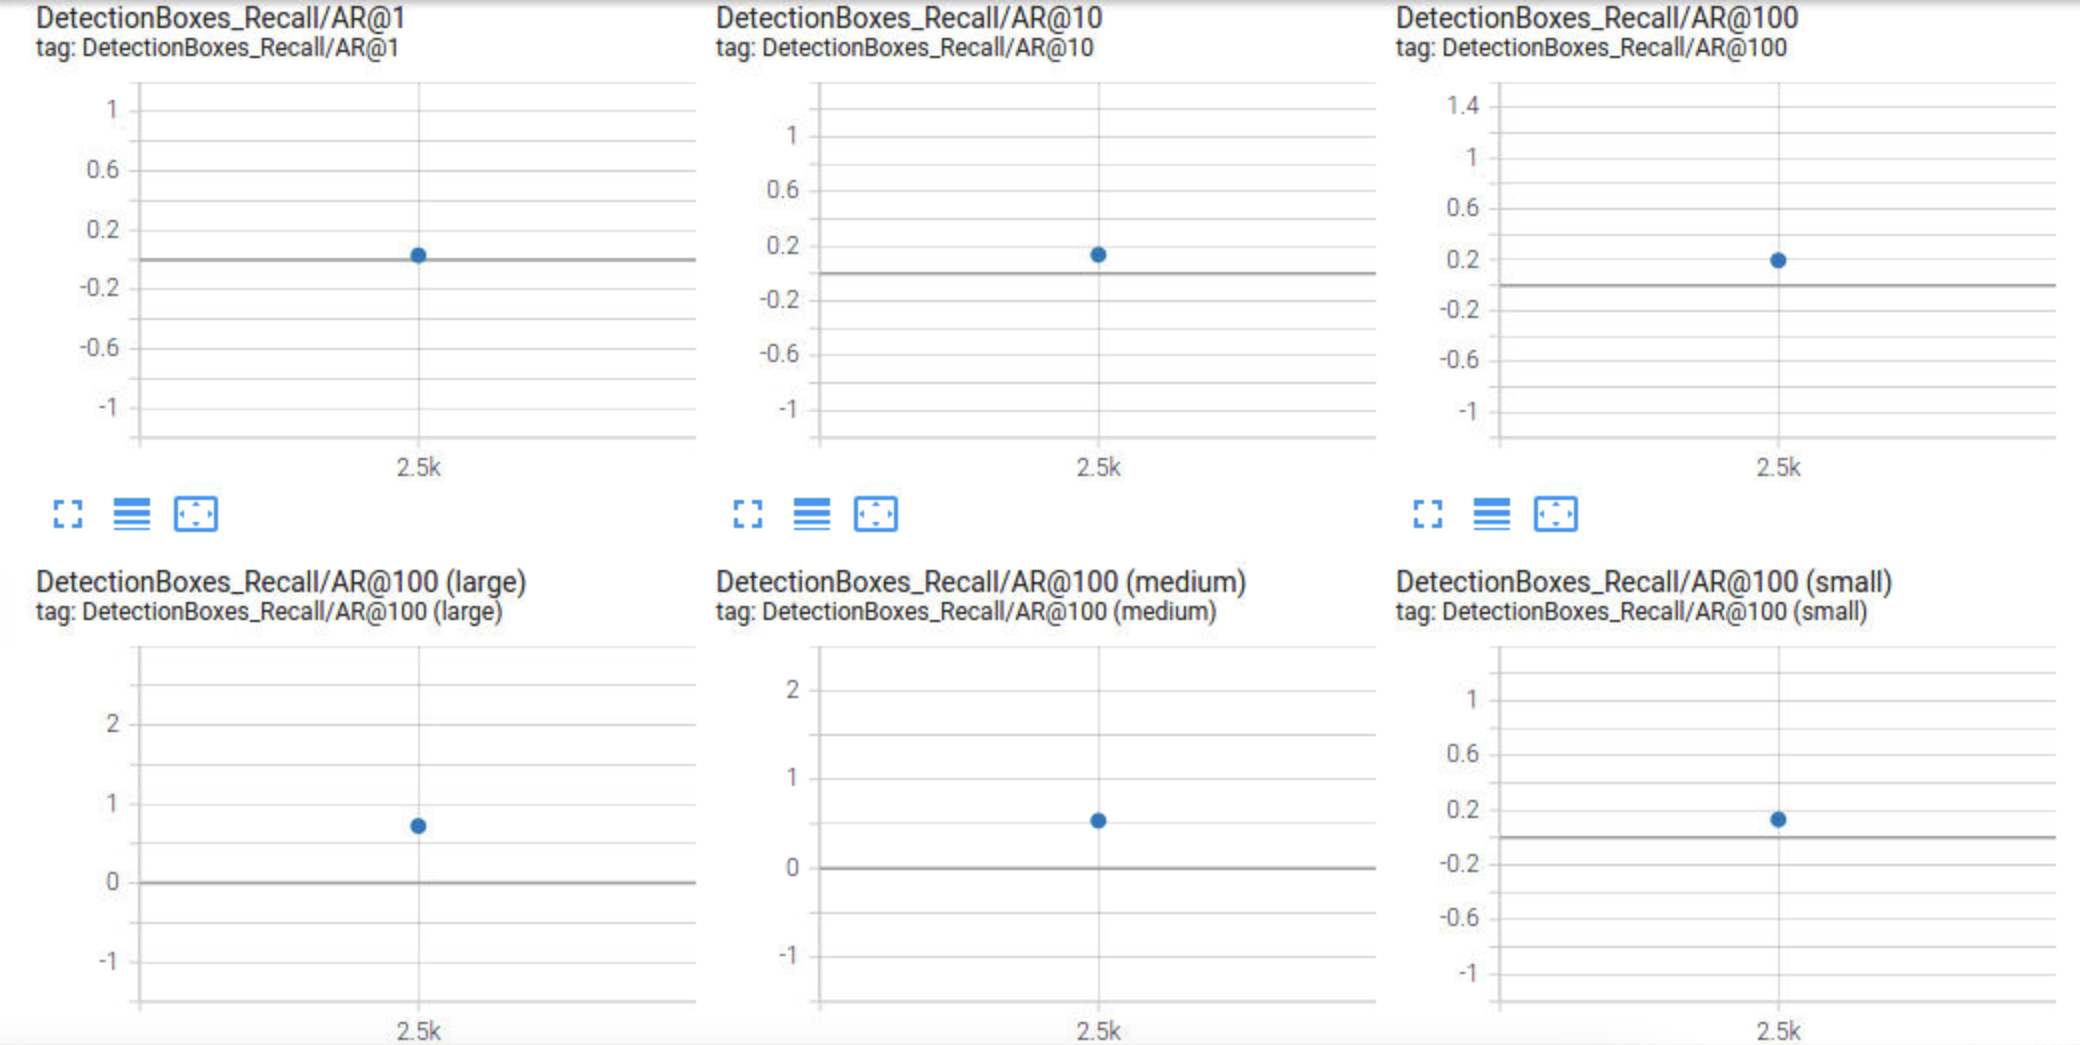 DetectionBoxes_Recall/AR@1
tag: DetectionBoxes_Recall/AR@1
1
0.6
0.2
-0.2
-0.6
-1
2.5k
DetectionBoxes_Recall/AR@10
tag: DetectionBoxes_Recall/AR@10
1
0.6
0.2
-0.2
-0.6
-1
2.5k
DetectionBoxes_Recall/AR@100
tag: DetectionBoxes_Recall/AR@100
1.4
1
0.6
0.2
-0.2
-0.6
-1
2.5k
DetectionBoxes_Recall/AR@100 (large)
tag: DetectionBoxes_Recall/AR@100 (large)
2
1
0
-1
2.5k
DetectionBoxes_Recall/AR@100 (medium)
tag: DetectionBoxes_Recall/AR@100 (medium)
2
1
0
-1
2.5k
DetectionBoxes_Recall/AR@100 (small)
tag: DetectionBoxes_Recall/AR@100 (small)
1
0.6
0.2
-0.2
-0.6
-1
2.5k